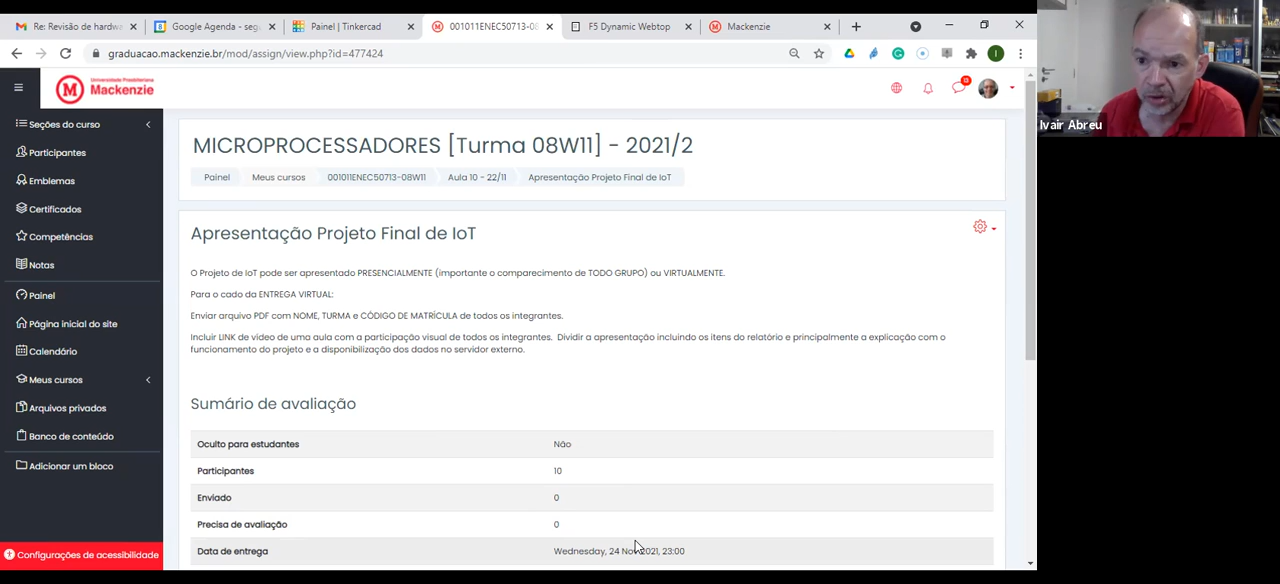 Re: Revisão de hardw
Google Agenda - seg
Painel | Tinkercad
001011ENEC50713-08
F5 Dynamic Webtop
Mackenzie
graduacao.mackenzie.br/mod/assign/view.php?id=477424
Universidade Presbiteriana
Mackenzie
Ivair Abreu
Seções do curso
Participantes
Emblemas
Certificados
Competências
Notas
Painel
Página inicial do site
Calendário
Meus cursos
Arquivos privados
Banco de conteúdo
Adicionar um bloco
Configurações de acessibilidade
MICROPROCESSADORES [Turma 08W11] - 2021/2
Painel Meus cursos 001011ENEC50713-08W11 Aula 10 - 22/11 Apresentação Projeto Final de IoT
Apresentação Projeto Final de IoT
O Projeto de IoT pode ser apresentado PRESENCIALMENTE (importante o comparecimento de TODO GRUPO) ou VIRTUALMENTE.
Para o cado da ENTREGA VIRTUAL:
Enviar arquivo PDF com NOME, TURMA e CÓDIGO DE MATRÍCULA de todos os integrantes.
Incluir LINK de vídeo de uma aula com a participação visual de todos os integrantes. Dividir a apresentação incluindo os itens do relatório e principalmente a explicação com o
funcionamento do projeto e a disponibilização dos dados no servidor externo.
Sumário de avaliação
Oculto para estudantes Não
Participantes 10
Enviado 0
Precisa de avaliação 0
Data de entrega Wednesday, 24 Nov 2021, 23:00